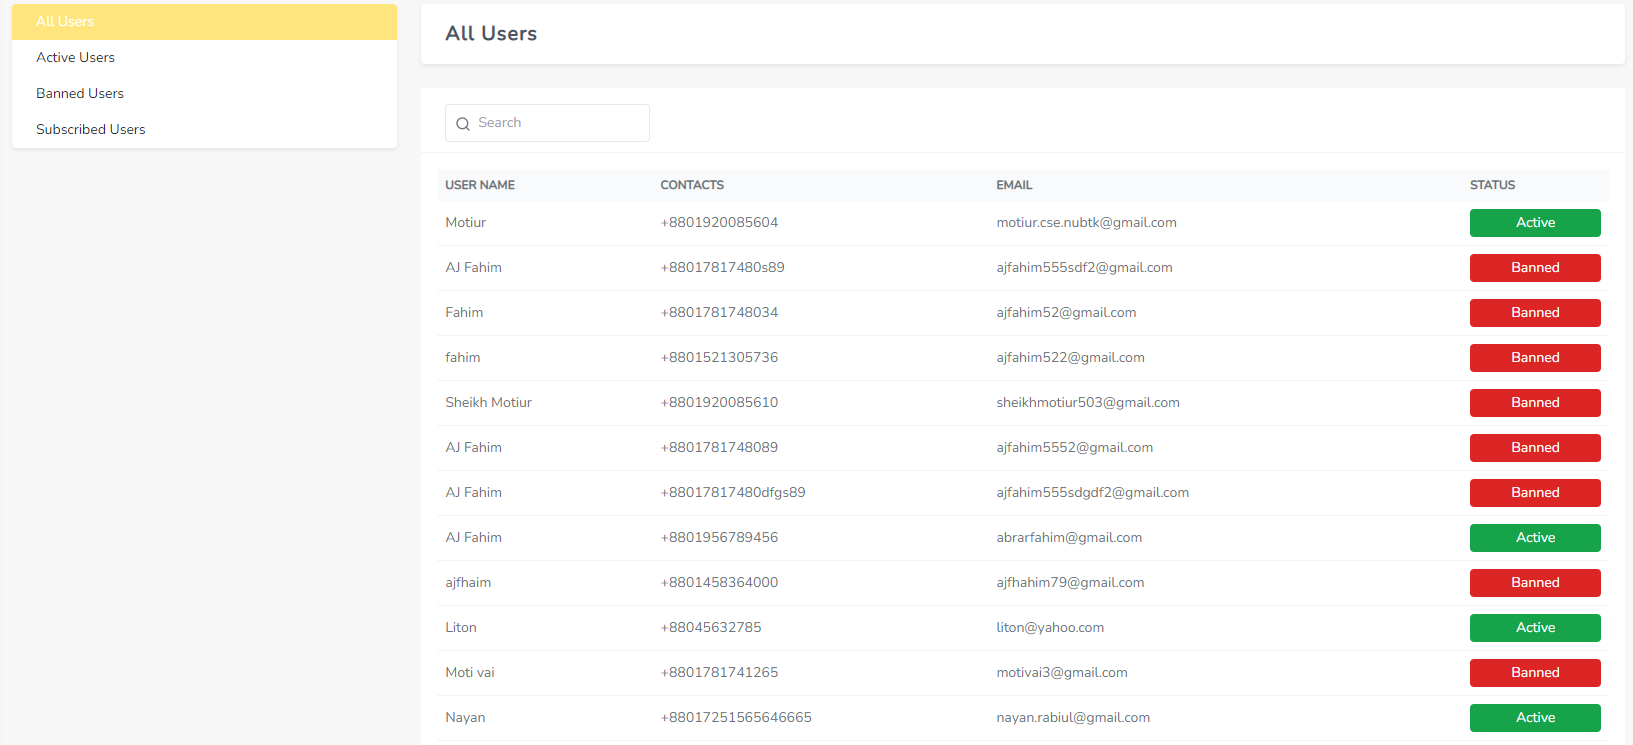 All Users
Active Users
Banned Users
Subscribed Users
All Users
Search
USER NAME CONTACTS EMAIL STATUS
Motiur +8801920085604 motiur.cse.nubtk@gmail.com Active
AJ Fahim +88017817480s89 ajfahim555sdf2@gmail.com Banned
Fahim +8801781748034 ajfahim52@gmail.com Banned
fahim +8801521305736 ajfahim522@gmail.com Banned
Sheikh Motiur +8801920085610 sheikhmotiur503@gmail.com Banned
AJ Fahim +8801781748089 ajfahim5552@gmail.com Banned
AJ Fahim +88017817480dfgs89 ajfahim555sdgdf2@gmail.com Banned
AJ Fahim +8801956789456 abrarfahim@gmail.com Active
ajfhaim +8801458364000 ajfhahim79@gmail.com Banned
Liton +88045632785 liton@yahoo.com Active
Moti vai +8801781741265 motivai3@gmail.com Banned
Nayan +88017251565646665 nayan.rabiul@gmail.com Active